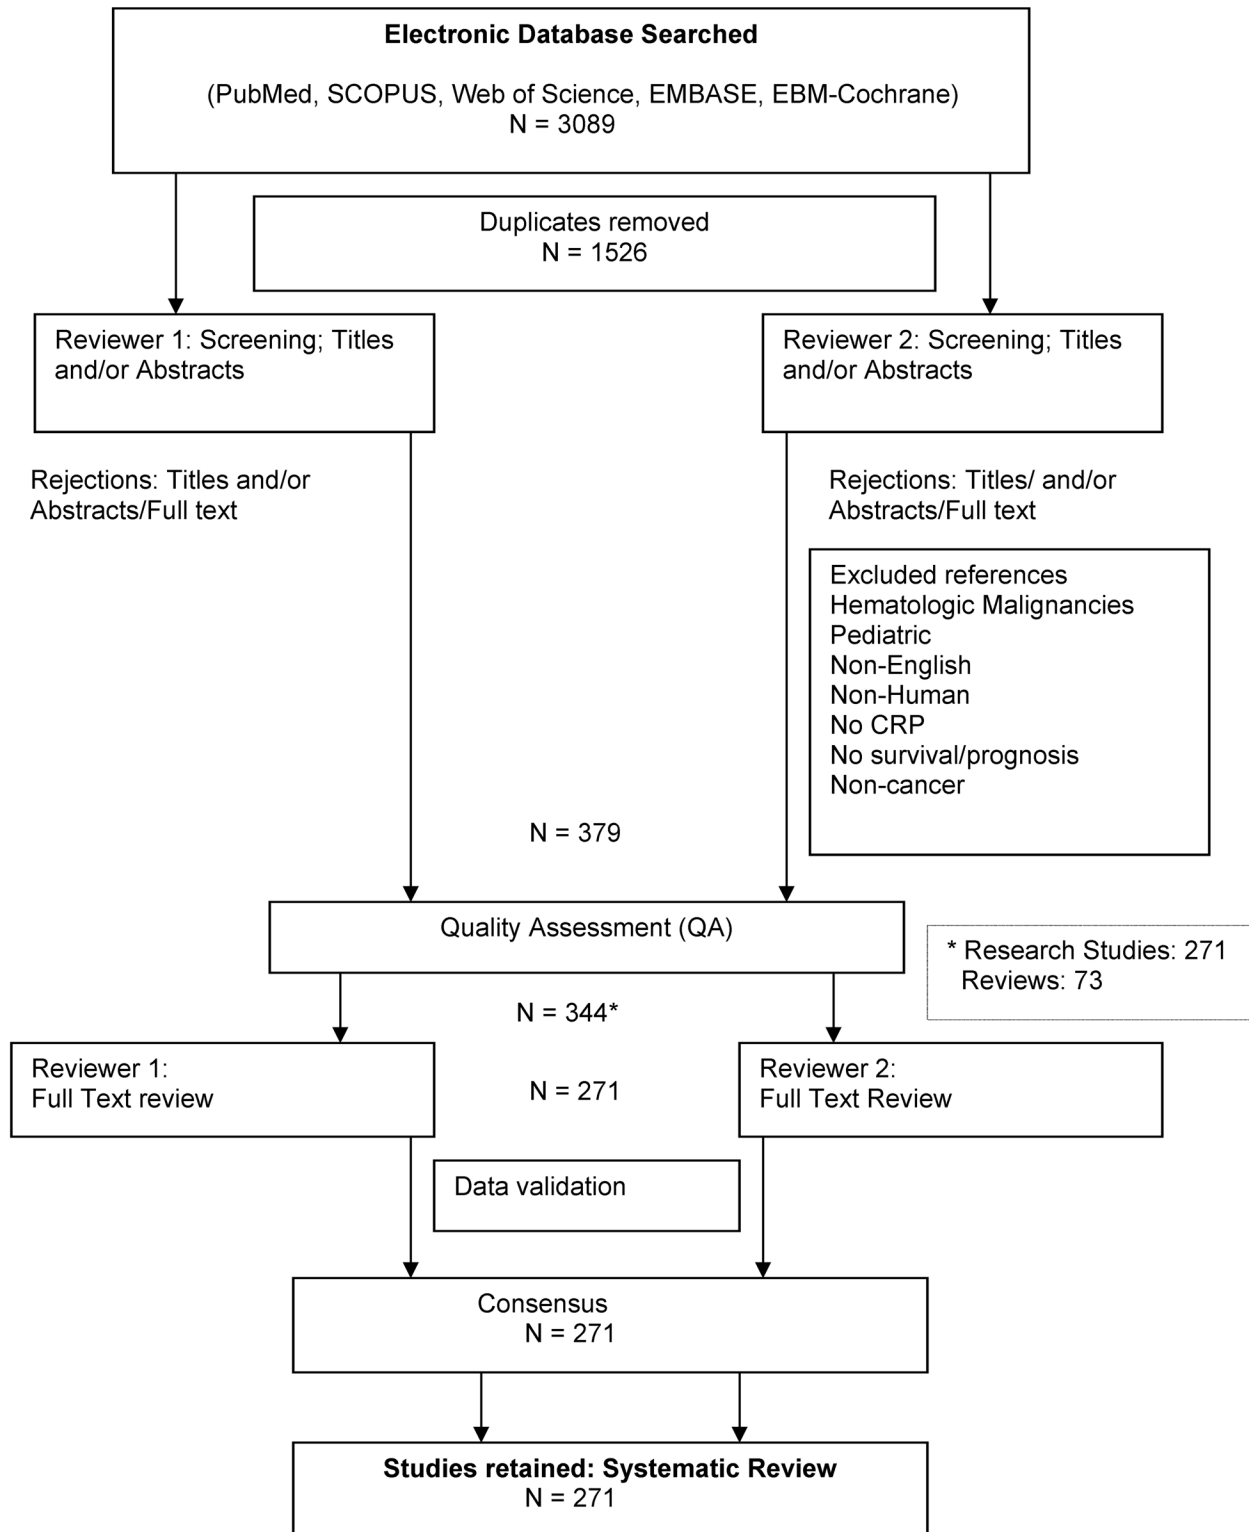 Electronic Database Searched
(PubMed, SCOPUS, Web of Science, EMBASE, EBM-Cochrane)
N = 3089
Duplicates removed
N = 1526
Reviewer 1: Screening; Titles
and/or Abstracts
Reviewer 2: Screening; Titles
and/or Abstracts
Rejections: Titles and/or
Abstracts/Full text
Rejections: Titles/ and/or
Abstracts/Full text
Excluded references
Hematologic Malignancies
Pediatric
Non-English
Non-Human
No CRP
No survival/prognosis
Non-cancer
N = 379
Quality Assessment (QA)
* Research Studies: 271
Reviews: 73
N = 344*
Reviewer 1:
Full Text review
N = 271
Reviewer 2:
Full Text Review
Data validation
Consensus
N = 271
Studies retained: Systematic Review
N = 271